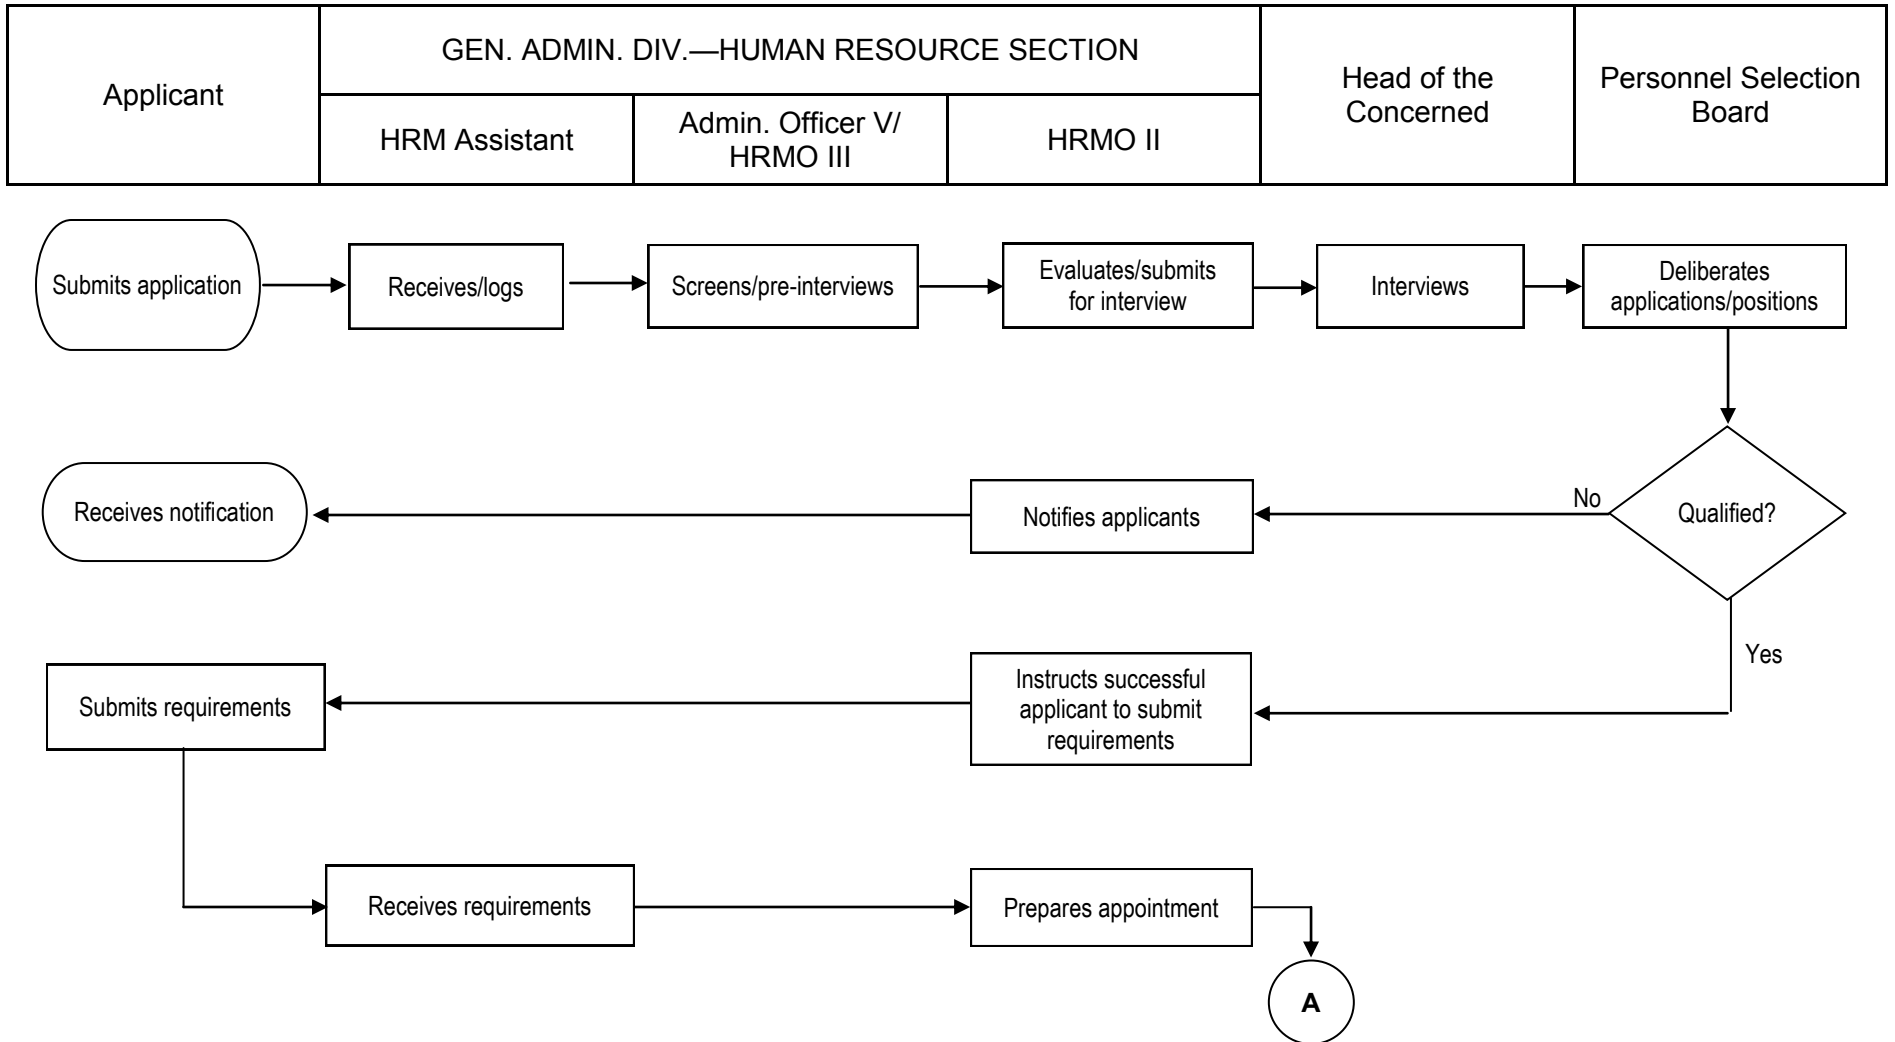 Applicant
GEN. ADMIN. DIV.—HUMAN RESOURCE SECTION
HRM Assistant
Admin. Officer V/
HRMO III
HRMO II
Head of the
Concerned
Personnel Selection
Board
Submits application
Receives/logs
Screens/pre-interviews
Evaluates/submits
for interview
Interviews
Deliberates
applications/positions
Receives notification
Notifies applicants
No
Qualified?
Yes
Submits requirements
Instructs successful
applicant to submit
requirements
Receives requirements
Prepares appointment
A